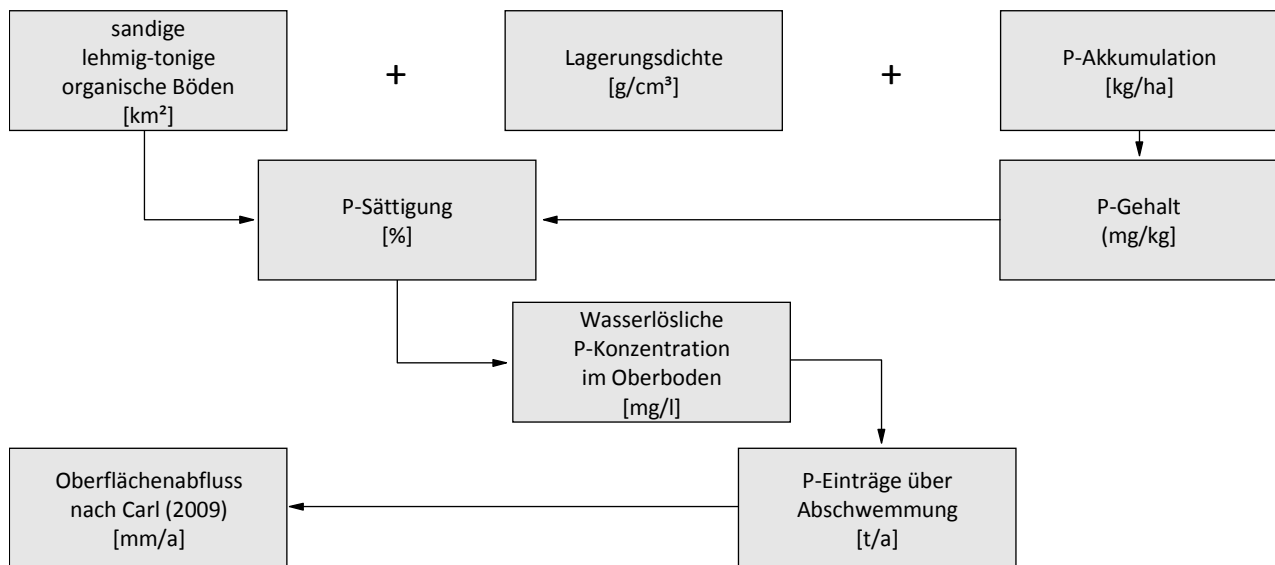 sandige
lehmig-tonige
organische Böden
[km²]
+
Lagerungsdichte
[g/cm³]
+
P-Akkumulation
[kg/ha]
P-Sättigung
[%]
P-Gehalt
(mg/kg]
Wasserlösliche
P-Konzentration
im Oberboden
[mg/l]
Oberflächenabfluss
nach Carl (2009)
[mm/a]
P-Einträge über
Abschwemmung
[t/a]